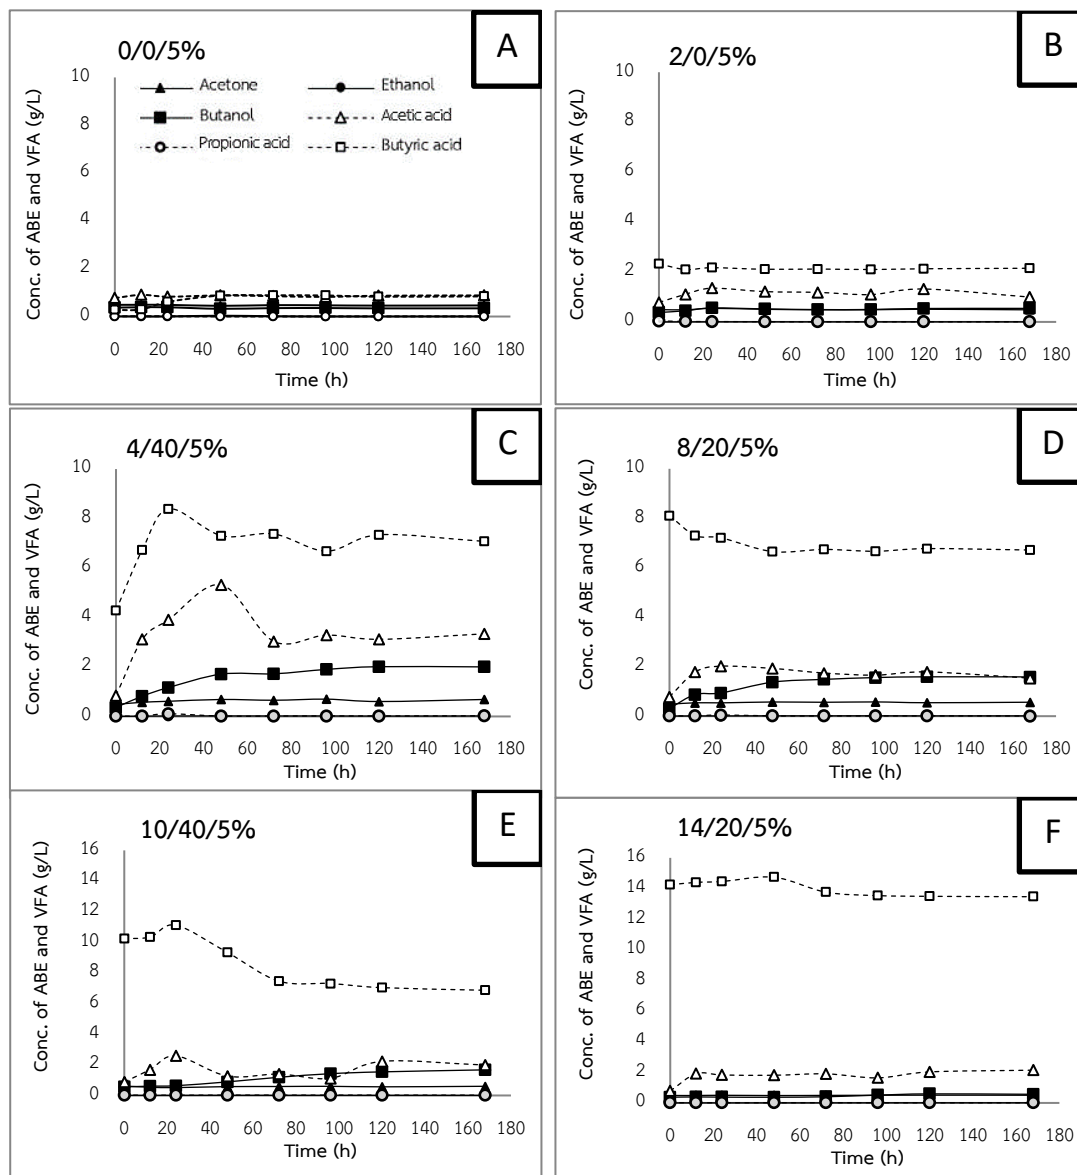 0/0/5%
A
Conc. of ABE and VFA (g/L)
10
8
6
4
2
0
Acetone
Ethanol
Butanol
Acetic acid
Propionic acid
Butyric acid
0 20 40 60 80 100 120 140 160 180
Time (h)
2/0/5%
B
Conc. of ABE and VFA (g/L)
10
8
6
4
2
0
0 20 40 60 80 100 120 140 160 180
Time (h)
4/40/5%
C
Conc. of ABE and VFA (g/L)
10
8
6
4
2
0
0 20 40 60 80 100 120 140 160 180
Time (h)
8/20/5%
D
Conc. of ABE and VFA (g/L)
10
8
6
4
2
0
0 20 40 60 80 100 120 140 160 180
Time (h)
10/40/5%
E
Conc. of ABE and VFA (g/L)
16
14
12
10
8
6
4
2
0
0 20 40 60 80 100 120 140 160 180
Time (h)
14/20/5%
F
Conc. of ABE and VFA (g/L)
16
14
12
10
8
6
4
2
0
0 20 40 60 80 100 120 140 160 180
Time (h)